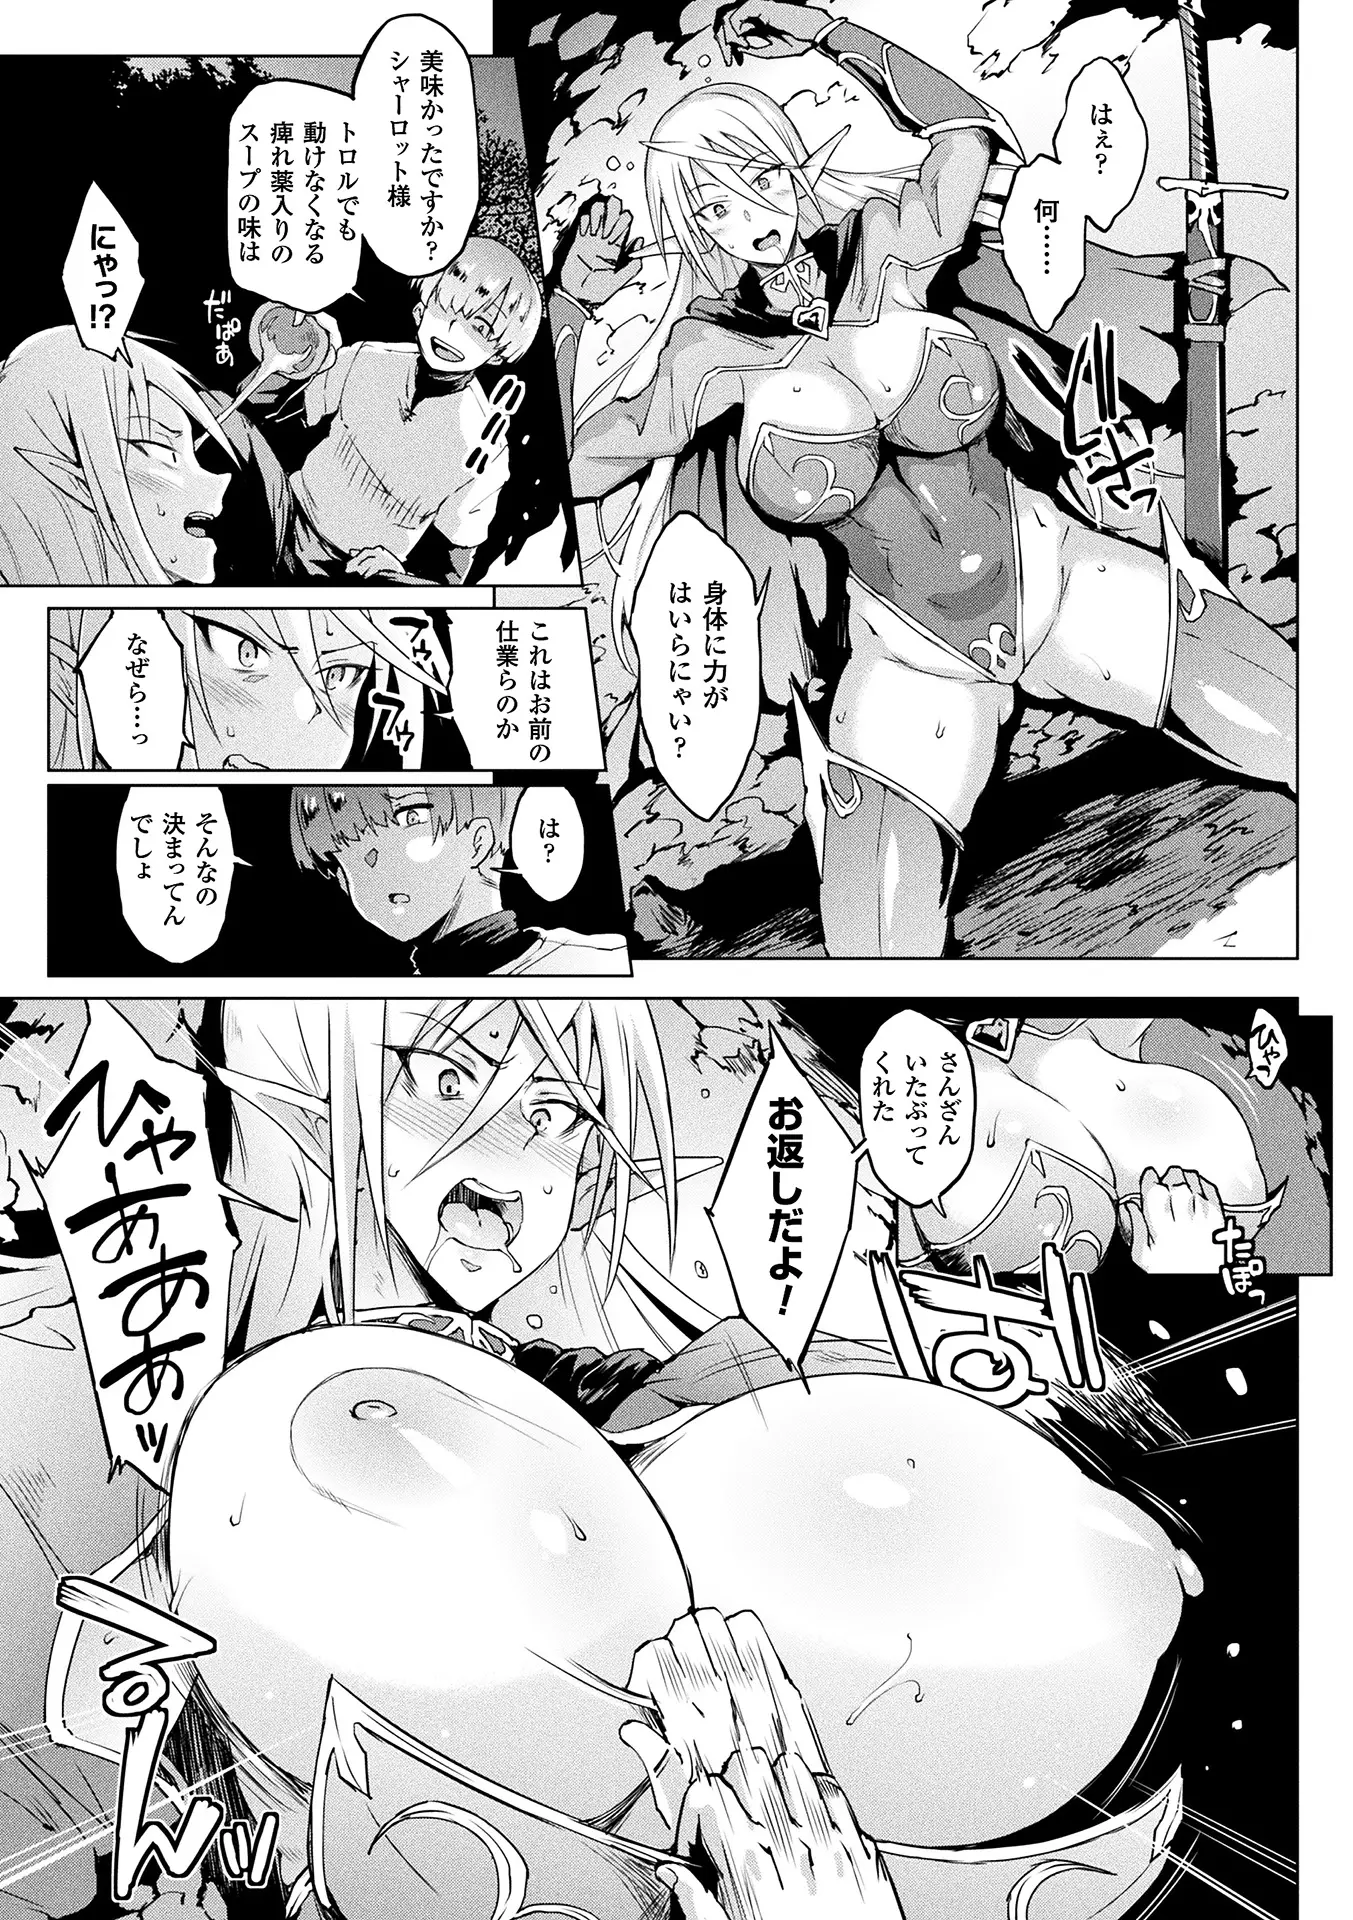 はぇ?
何……
ずさっ
身体に力が
はいらにゃい?
美味かったですか?
シャーロット様
トロルでも
動けなくなる
痺れ薬入りの
スープの味は
だぱぁ
にゃっ!?
これはお前の
仕業らのか
なぜら…っ
は?
そんなの
決まってん
でしょ
ひゃっ
さんざん
いたぶって
くれた
たぽっ
お返しだよ!
ひゃぁぁぁぁッ
ぶるんッ